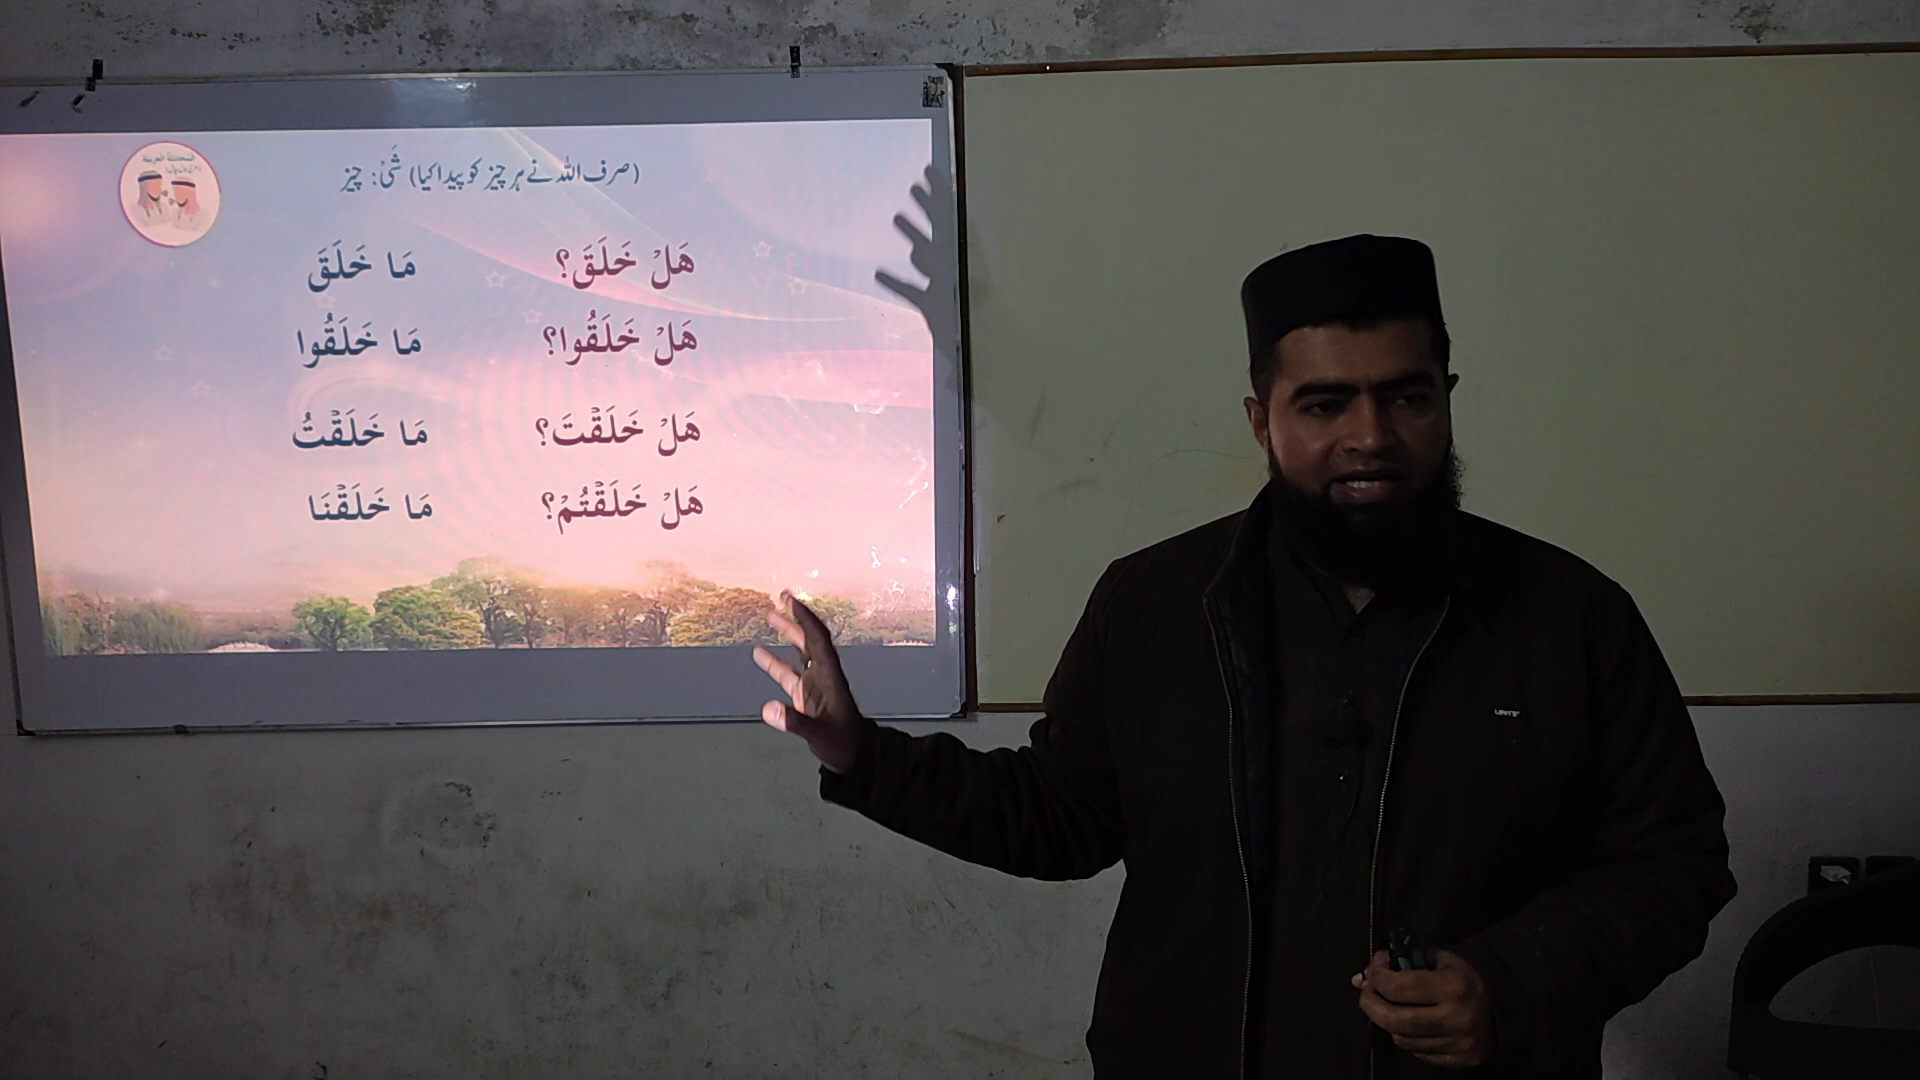 (صرف اللہ نے ہر چیز کو پیدا کیا) شَیْ: چیز
هَلْ خَلَقَ؟ مَا خَلَقَ
هَلْ خَلَقُوا؟ مَا خَلَقُوا
هَلْ خَلَقْتَ؟ مَا خَلَقْتُ
هَلْ خَلَقْتُمْ؟ مَا خَلَقْنَا